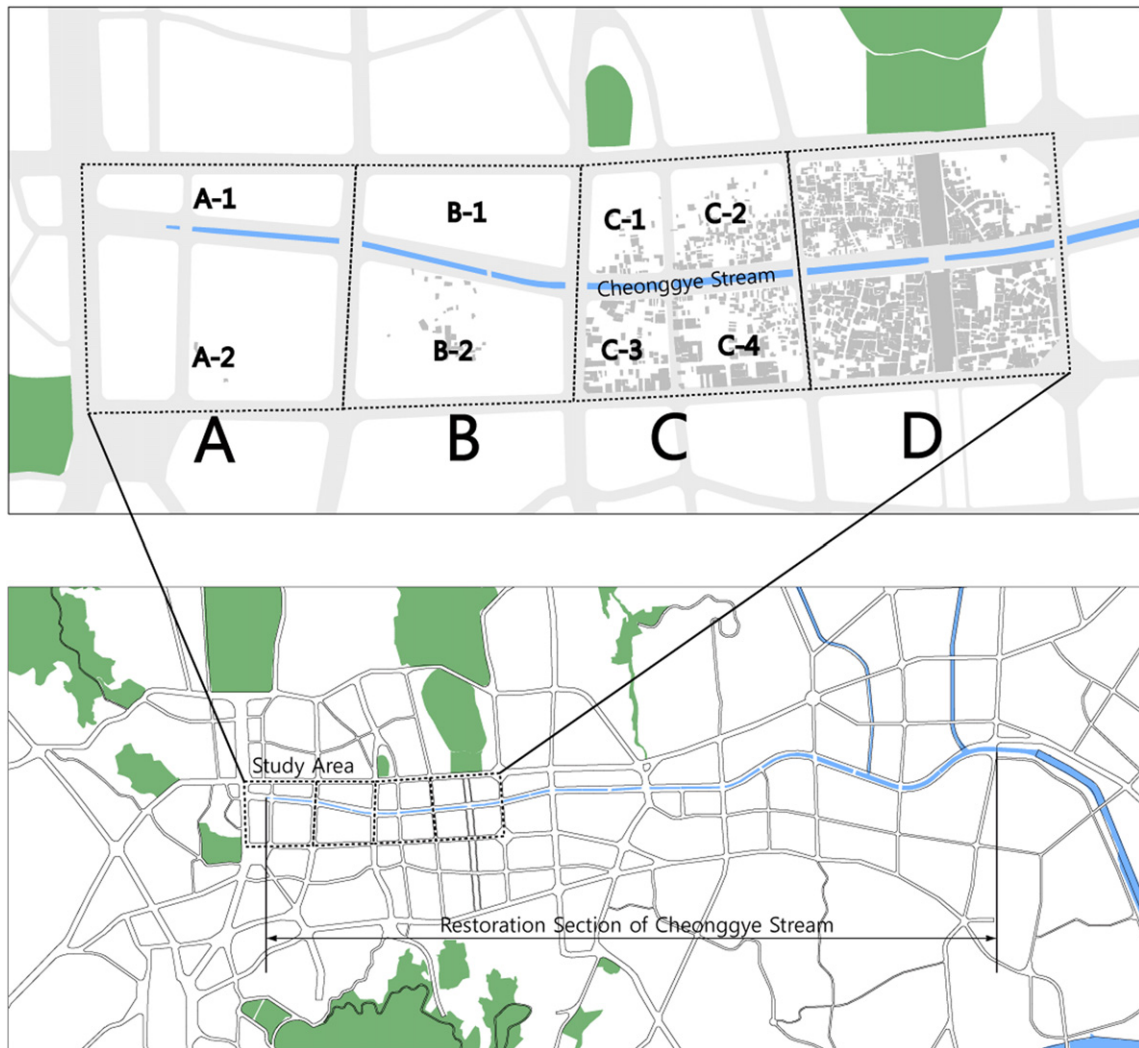 A-1
B-1
C-1
C-2
Cheonggye Stream
A-2
B-2
C-3
C-4
A
B
C
D
Study Area
Restoration Section of Cheonggye Stream